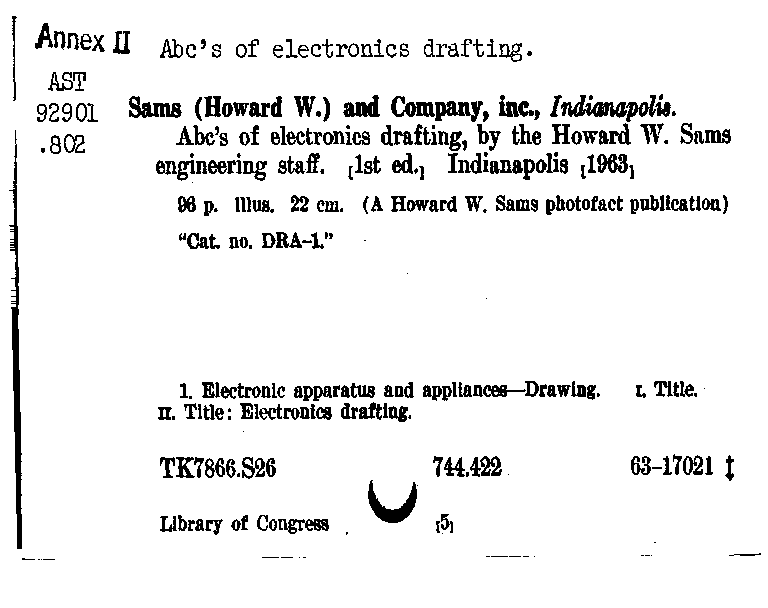 Annex II Abc's of electronics drafting.
AST
92901 Sams (Howard W.) and Company, inc., Indianapolis.
.802 Abc's of electronics drafting, by the Howard W. Sams
engineering staff. [1st ed.] Indianapolis [1963]
96 p. illus. 22 cm. (A Howard W. Sams photofact publication)
"Cat. no. DRA-1."
1. Electronic apparatus and appliances—Drawing. I. Title.
II. Title: Electronics drafting.
TK7866.S26 744.422 63-17021 ‡
Library of Congress [5]